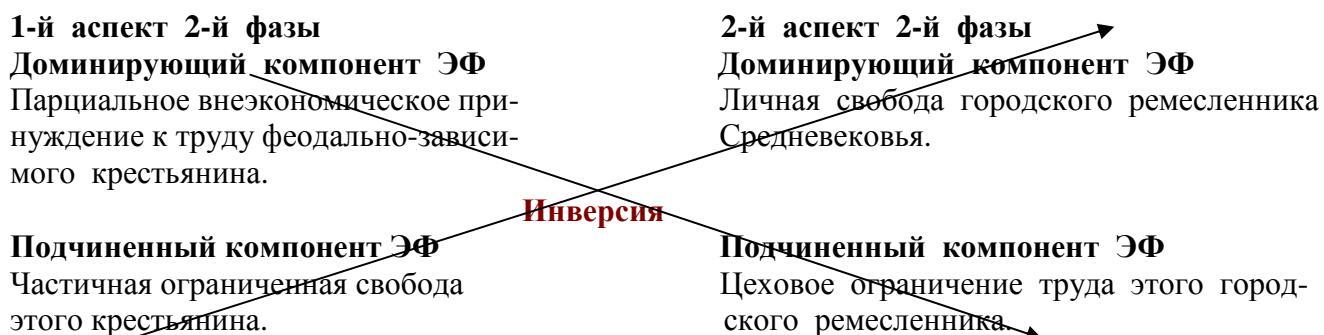 1-й аспект 2-й фазы
Доминирующий компонент ЭФ
Парциальное внеэкономическое при-
нуждение к труду феодально-зависи-
мого крестьянина.
2-й аспект 2-й фазы
Доминирующий компонент ЭФ
Личная свобода городского ремесленника
Средневековья.
Инверсия
Подчиненный компонент ЭФ
Частичная ограниченная свобода
этого крестьянина.
Подчиненный компонент ЭФ
Цеховое ограничение труда этого город-
ского ремесленника.